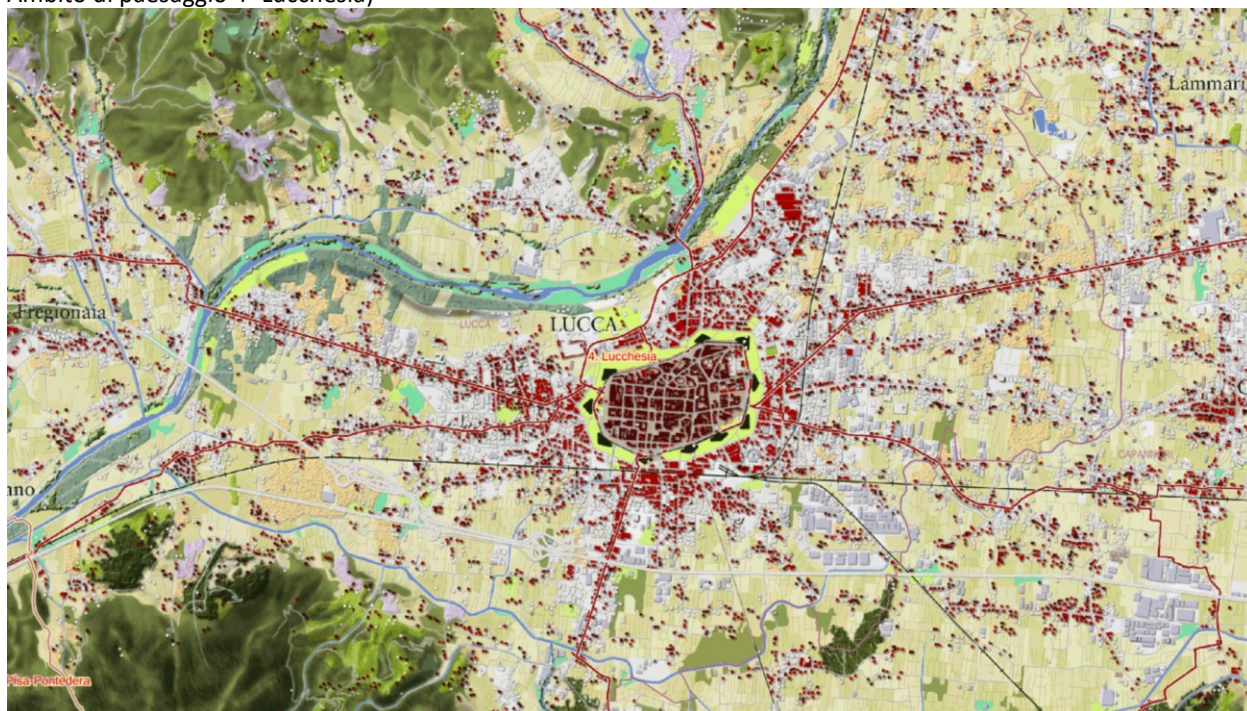 Ambito di paesaggio 4- Lucchesia)
Lammari
Fregionaia
LUCCA
LUCCA
4. Lucchesia
CAPANNORI
ano
Pisa-Pontedera